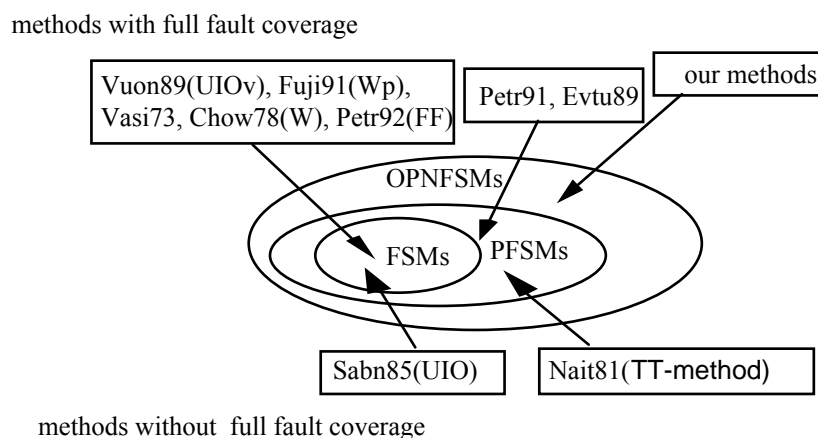 methods with full fault coverage
Vuon89(UIOv), Fuji91(Wp),
Vasi73, Chow78(W), Petr92(FF)
Petr91, Evtu89
our methods
OPNFSMs
FSMs
PFSMs
Sabn85(UIO)
Nait81(TT-method)
methods without full fault coverage